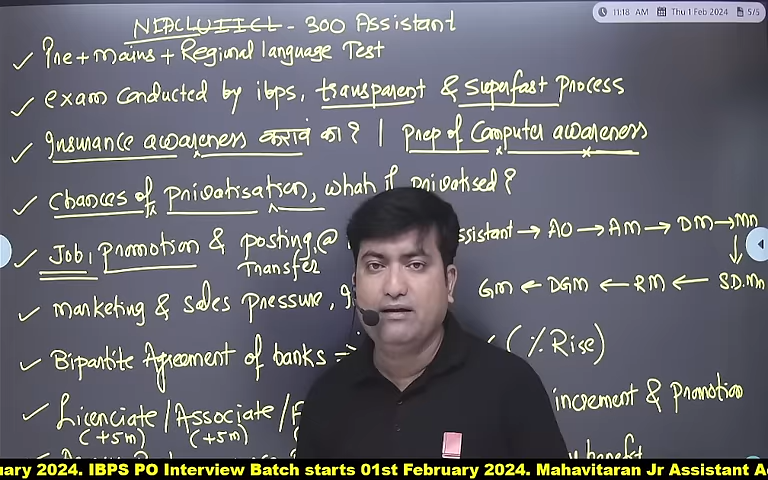 11:18 AM Thu 1 Feb 2024 5/5
NIACL/UIICL - 300 Assistant
✓ Pre + mains + Regional language Test
✓ exam conducted by ibps, transparent & superfast process
✓ Insurance awareness करावं का? | prep of Computer awareness
✓ chances of privatisation, what if privatised?
✓ Job, promotion & posting, @ ssistant → AO → AM → DM → Mn
Transfer
GM ← DGM ← RM ← SD.Mn
✓ marketing & sales pressure,
✓ Bipartite Agreement of banks ⇒ (% Rise)
✓ Licenciate / Associate / increment & promotion
(+5m) (+5m)
benefit
uary 2024. IBPS PO Interview Batch starts 01st February 2024. Mahavitaran Jr Assistant A